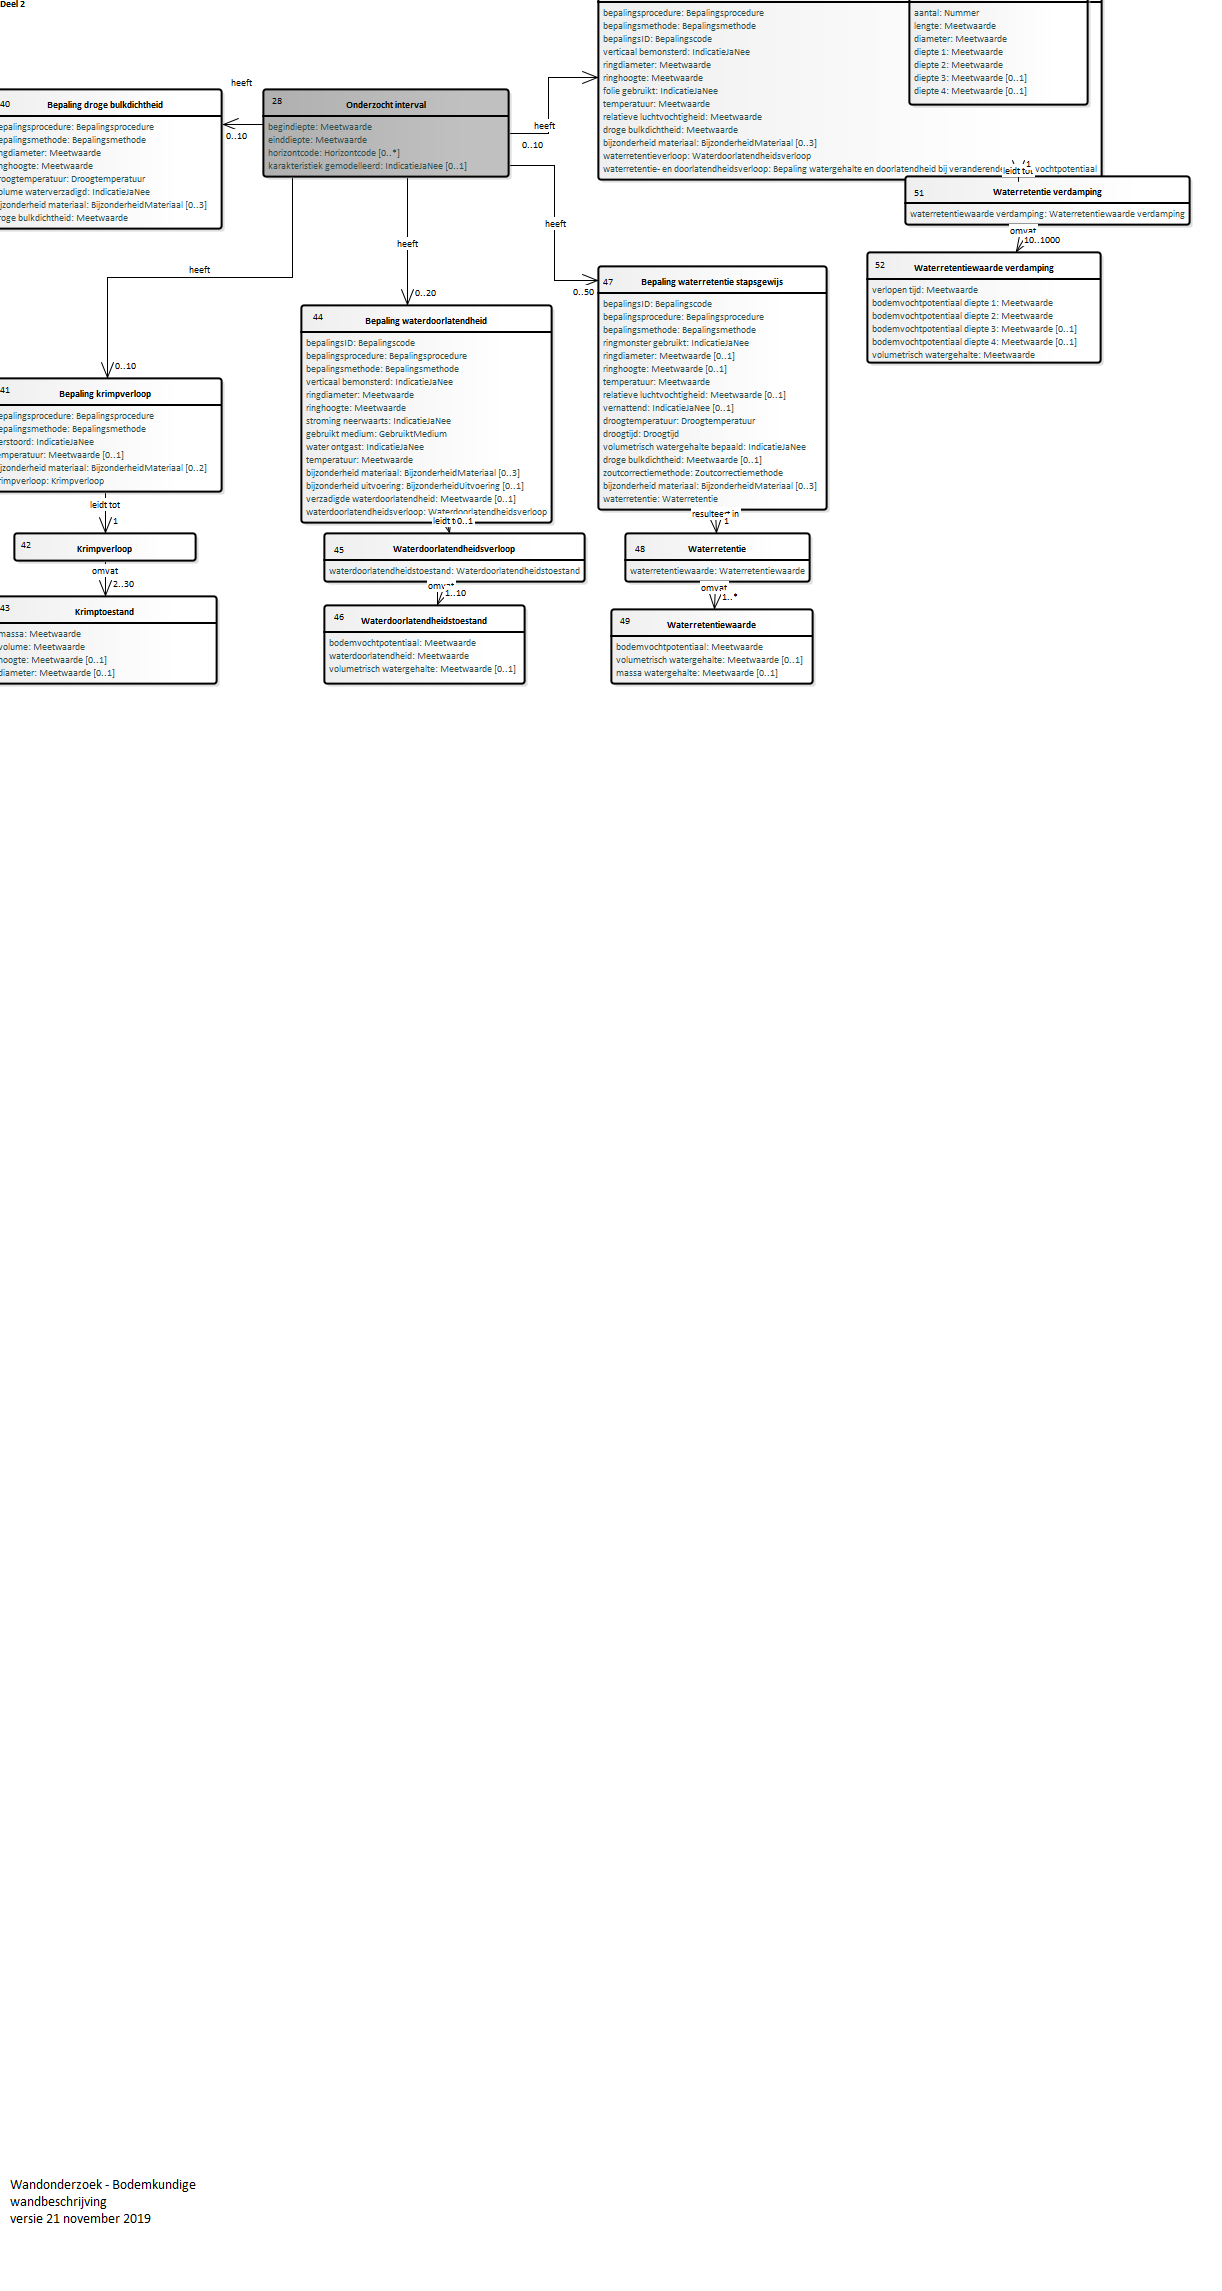 Deel 2
heeft
40
Bepaling droge bulkdichtheid
epalingsprocedure: Bepalingsprocedure
epalingsmethode: Bepalingsmethode
ngdiameter: Meetwaarde
nghoogte: Meetwaarde
roogtemperatuur: Droogtemperatuur
olume waterverzadigd: IndicatieJaNee
ijzonderheid materiaal: BijzonderheidMateriaal [0..3]
roge bulkdichtheid: Meetwaarde
0..10
28
Onderzocht interval
begindiepte: Meetwaarde
einddiepte: Meetwaarde
horizontcode: Horizontcode [0..*]
karakteristiek gemodelleerd: IndicatieJaNee [0..1]
heeft
0..10
bepalingsprocedure: Bepalingsprocedure
bepalingsmethode: Bepalingsmethode
bepalingsID: Bepalingscode
verticaal bemonsterd: IndicatieJaNee
ringdiameter: Meetwaarde
ringhoogte: Meetwaarde
folie gebruikt: IndicatieJaNee
temperatuur: Meetwaarde
relatieve luchtvochtigheid: Meetwaarde
droge bulkdichtheid: Meetwaarde
bijzonderheid materiaal: BijzonderheidMateriaal [0..3]
waterretentieverloop: Waterdoorlatendheidsverloop
waterretentie- en doorlatendheidsverloop: Bepaling watergehalte en doorlatendheid bij veranderende vochtpotentiaal
aantal: Nummer
lengte: Meetwaarde
diameter: Meetwaarde
diepte 1: Meetwaarde
diepte 2: Meetwaarde
diepte 3: Meetwaarde [0..1]
diepte 4: Meetwaarde [0..1]
1
leidt tot
51
Waterretentie verdamping
waterretentiewaarde verdamping: Waterretentiewaarde verdamping
omvat
10..1000
52
Waterretentiewaarde verdamping
verlopen tijd: Meetwaarde
bodemvochtpotentiaal diepte 1: Meetwaarde
bodemvochtpotentiaal diepte 2: Meetwaarde
bodemvochtpotentiaal diepte 3: Meetwaarde [0..1]
bodemvochtpotentiaal diepte 4: Meetwaarde [0..1]
volumetrisch watergehalte: Meetwaarde
heeft
0..50
heeft
0..20
heeft
0..10
47
Bepaling waterretentie stapsgewijs
bepalingsID: Bepalingscode
bepalingsprocedure: Bepalingsprocedure
bepalingsmethode: Bepalingsmethode
ringmonster gebruikt: IndicatieJaNee
ringdiameter: Meetwaarde [0..1]
ringhoogte: Meetwaarde [0..1]
temperatuur: Meetwaarde
relatieve luchtvochtigheid: Meetwaarde [0..1]
vernattend: IndicatieJaNee [0..1]
droogtemperatuur: Droogtemperatuur
droogtijd: Droogtijd
volumetrisch watergehalte bepaald: IndicatieJaNee
droge bulkdichtheid: Meetwaarde [0..1]
zoutcorrectiemethode: Zoutcorrectiemethode
bijzonderheid materiaal: BijzonderheidMateriaal [0..3]
waterretentie: Waterretentie
44
Bepaling waterdoorlatendheid
bepalingsID: Bepalingscode
bepalingsprocedure: Bepalingsprocedure
bepalingsmethode: Bepalingsmethode
verticaal bemonsterd: IndicatieJaNee
ringdiameter: Meetwaarde
ringhoogte: Meetwaarde
stroming neerwaarts: IndicatieJaNee
gebruikt medium: GebruiktMedium
water ontgast: IndicatieJaNee
temperatuur: Meetwaarde
bijzonderheid materiaal: BijzonderheidMateriaal [0..3]
bijzonderheid uitvoering: BijzonderheidUitvoering [0..1]
verzadigde waterdoorlatendheid: Meetwaarde [0..1]
waterdoorlatendheidsverloop: Waterdoorlatendheidsverloop
41
Bepaling krimpverloop
epalingsprocedure: Bepalingsprocedure
epalingsmethode: Bepalingsmethode
erstoord: IndicatieJaNee
emperatuur: Meetwaarde [0..1]
ijzonderheid materiaal: BijzonderheidMateriaal [0..2]
rimpverloop: Krimpverloop
leidt tot
1
leidt t 0..1
resulteert in
1
42
Krimpverloop
45
Waterdoorlatendheidsverloop
waterdoorlatendheidstoestand: Waterdoorlatendheidstoestand
48
Waterretentie
waterretentiewaarde: Waterretentiewaarde
omvat
2..30
omvat
1..10
omvat
1..*
43
Krimptoestand
massa: Meetwaarde
volume: Meetwaarde
hoogte: Meetwaarde [0..1]
diameter: Meetwaarde [0..1]
46
Waterdoorlatendheidstoestand
bodemvochtpotentiaal: Meetwaarde
waterdoorlatendheid: Meetwaarde
volumetrisch watergehalte: Meetwaarde [0..1]
49
Waterretentiewaarde
bodemvochtpotentiaal: Meetwaarde
volumetrisch watergehalte: Meetwaarde [0..1]
massa watergehalte: Meetwaarde [0..1]
Wandonderzoek - Bodemkundige
wandbeschrijving
versie 21 november 2019